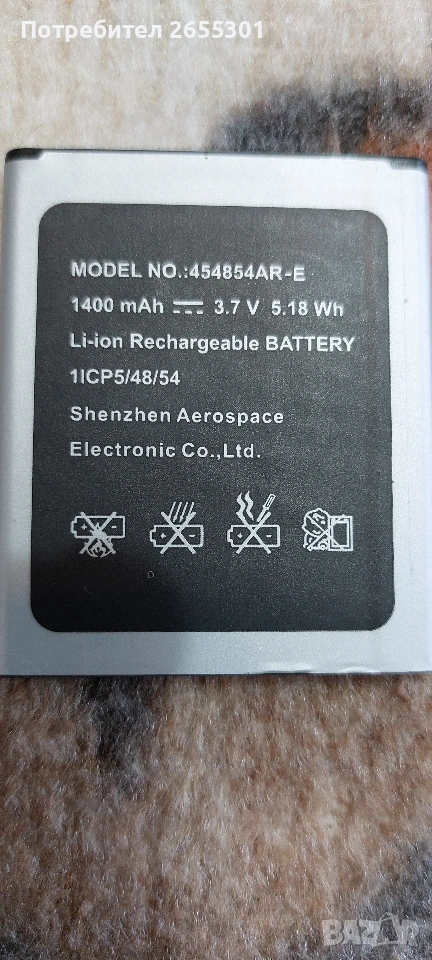 Потребител 2655301
MODEL NO.:454854AR-E
1400 mAh 3.7 V 5.18 Wh
Li-ion Rechargeable BATTERY
1ICP5/48/54
Shenzhen Aerospace
Electronic Co.,Ltd.
BAZAR